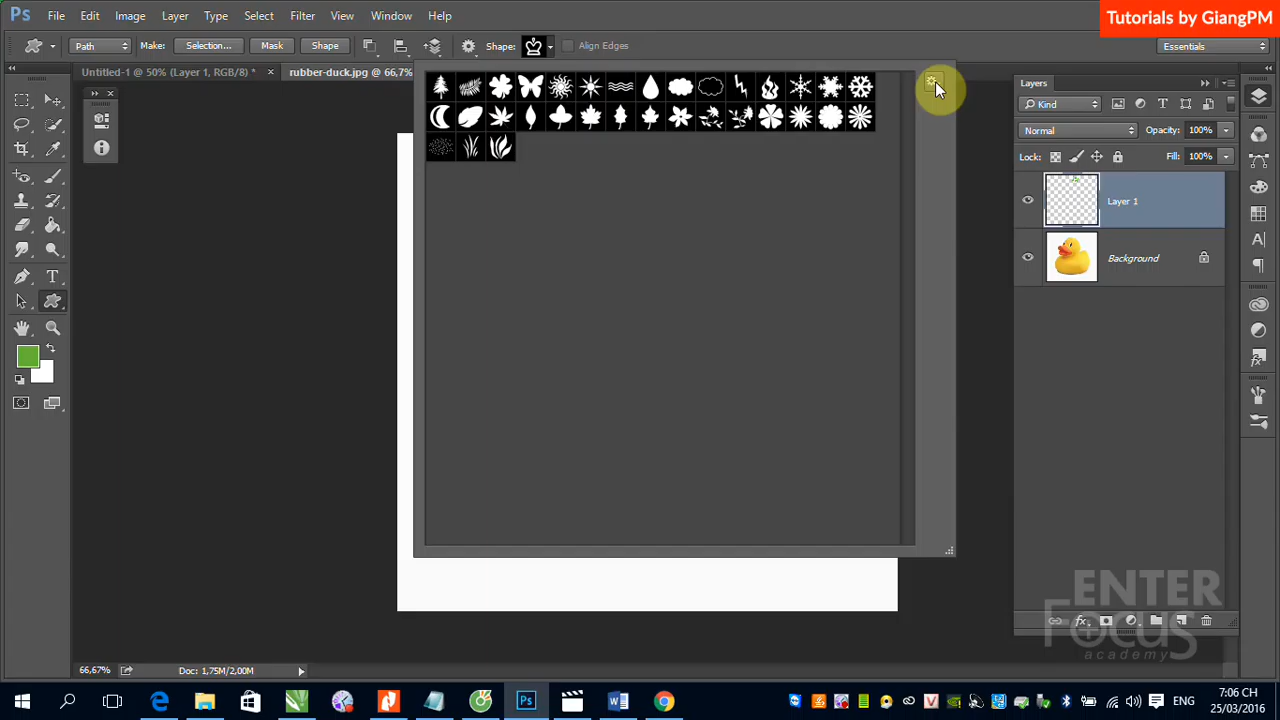 Ps File Edit Image Layer Type Select Filter View Window Help
Tutorials by GiangPM
Path Make: Selection... Mask Shape Shape: Align Edges Essentials
Untitled-1 @ 50% (Layer 1, RGB/8) * × rubber-duck.jpg @ 66,7%
Layers
Kind
Normal Opacity: 100%
Lock: Fill: 100%
Layer 1
Background
ENTER
Focus
academy
66,67% Doc: 1,75M/2,00M
Ps ENG 7:06 CH
25/03/2016